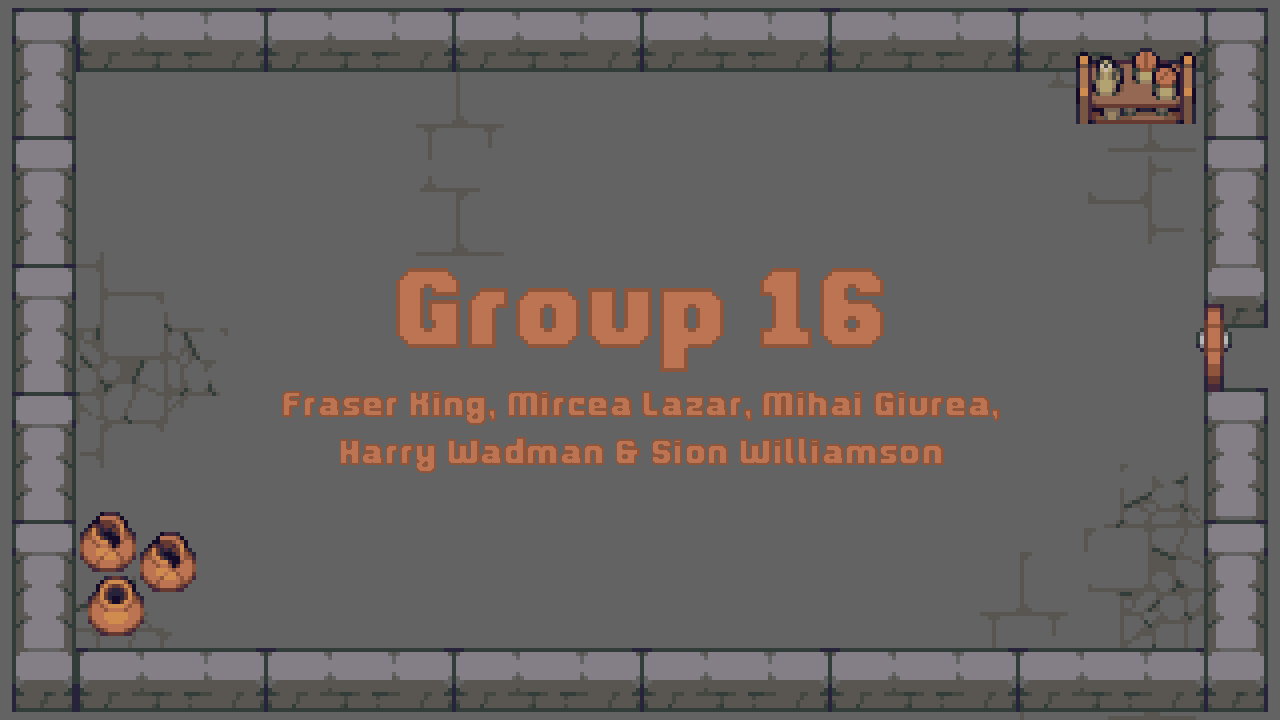 Group 16
Fraser King, Mircea Lazar, Mihai Giurea,
Harry Wadman & Sion Williamson